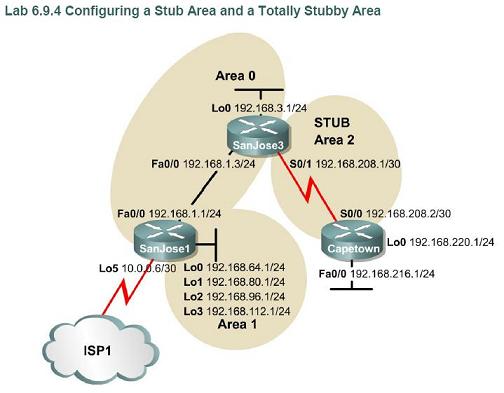 Lab 6.9.4 Configuring a Stub Area and a Totally Stubby Area
Area 0
Lo0 192.168.3.1/24
SanJose3
STUB
Area 2
Fa0/0 192.168.1.3/24
S0/1 192.168.208.1/30
Fa0/0 192.168.1.1/24
S0/0 192.168.208.2/30
SanJose1
Capetown
Lo0 192.168.220.1/24
Lo5 10.0.0.6/30
Lo0 192.168.64.1/24
Lo1 192.168.80.1/24
Lo2 192.168.96.1/24
Lo3 192.168.112.1/24
Area 1
Fa0/0 192.168.216.1/24
ISP1